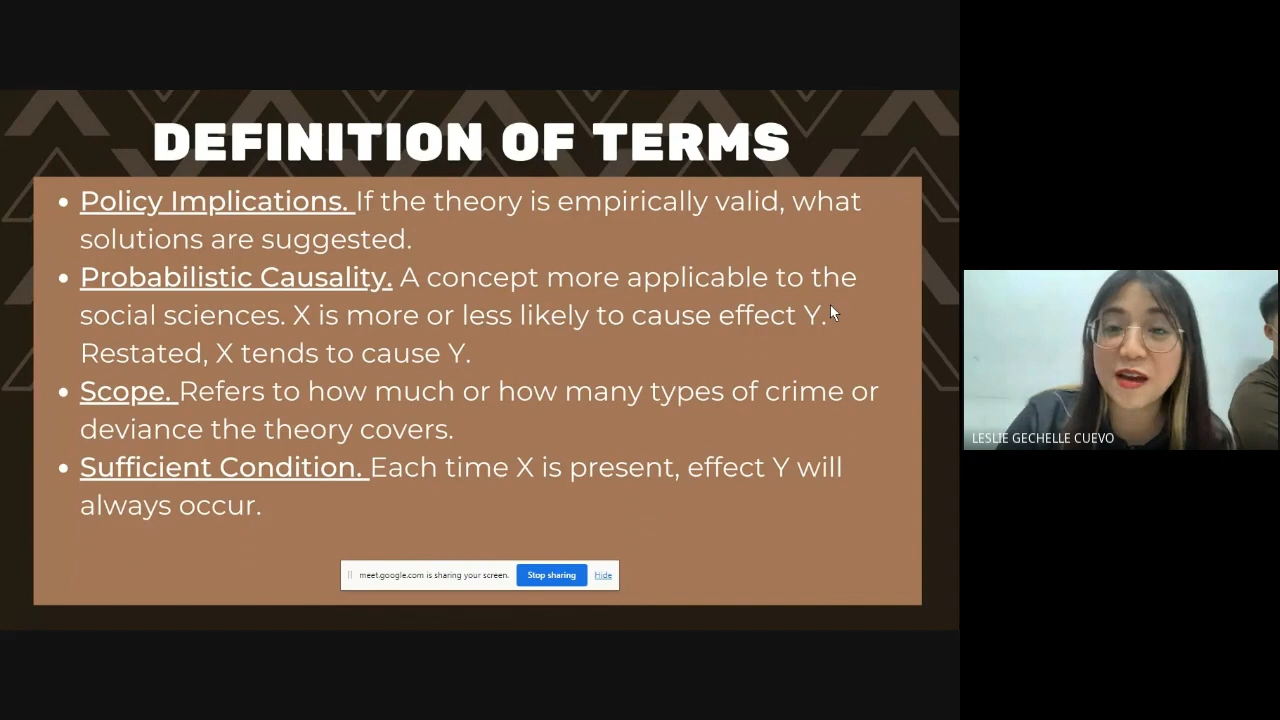 DEFINITION OF TERMS
• Policy Implications. If the theory is empirically valid, what
solutions are suggested.
• Probabilistic Causality. A concept more applicable to the
social sciences. X is more or less likely to cause effect Y.
Restated, X tends to cause Y.
• Scope. Refers to how much or how many types of crime or
deviance the theory covers.
• Sufficient Condition. Each time X is present, effect Y will
always occur.
meet.google.com is sharing your screen. Stop sharing Hide
LESLIE GECHELLE CUEVO